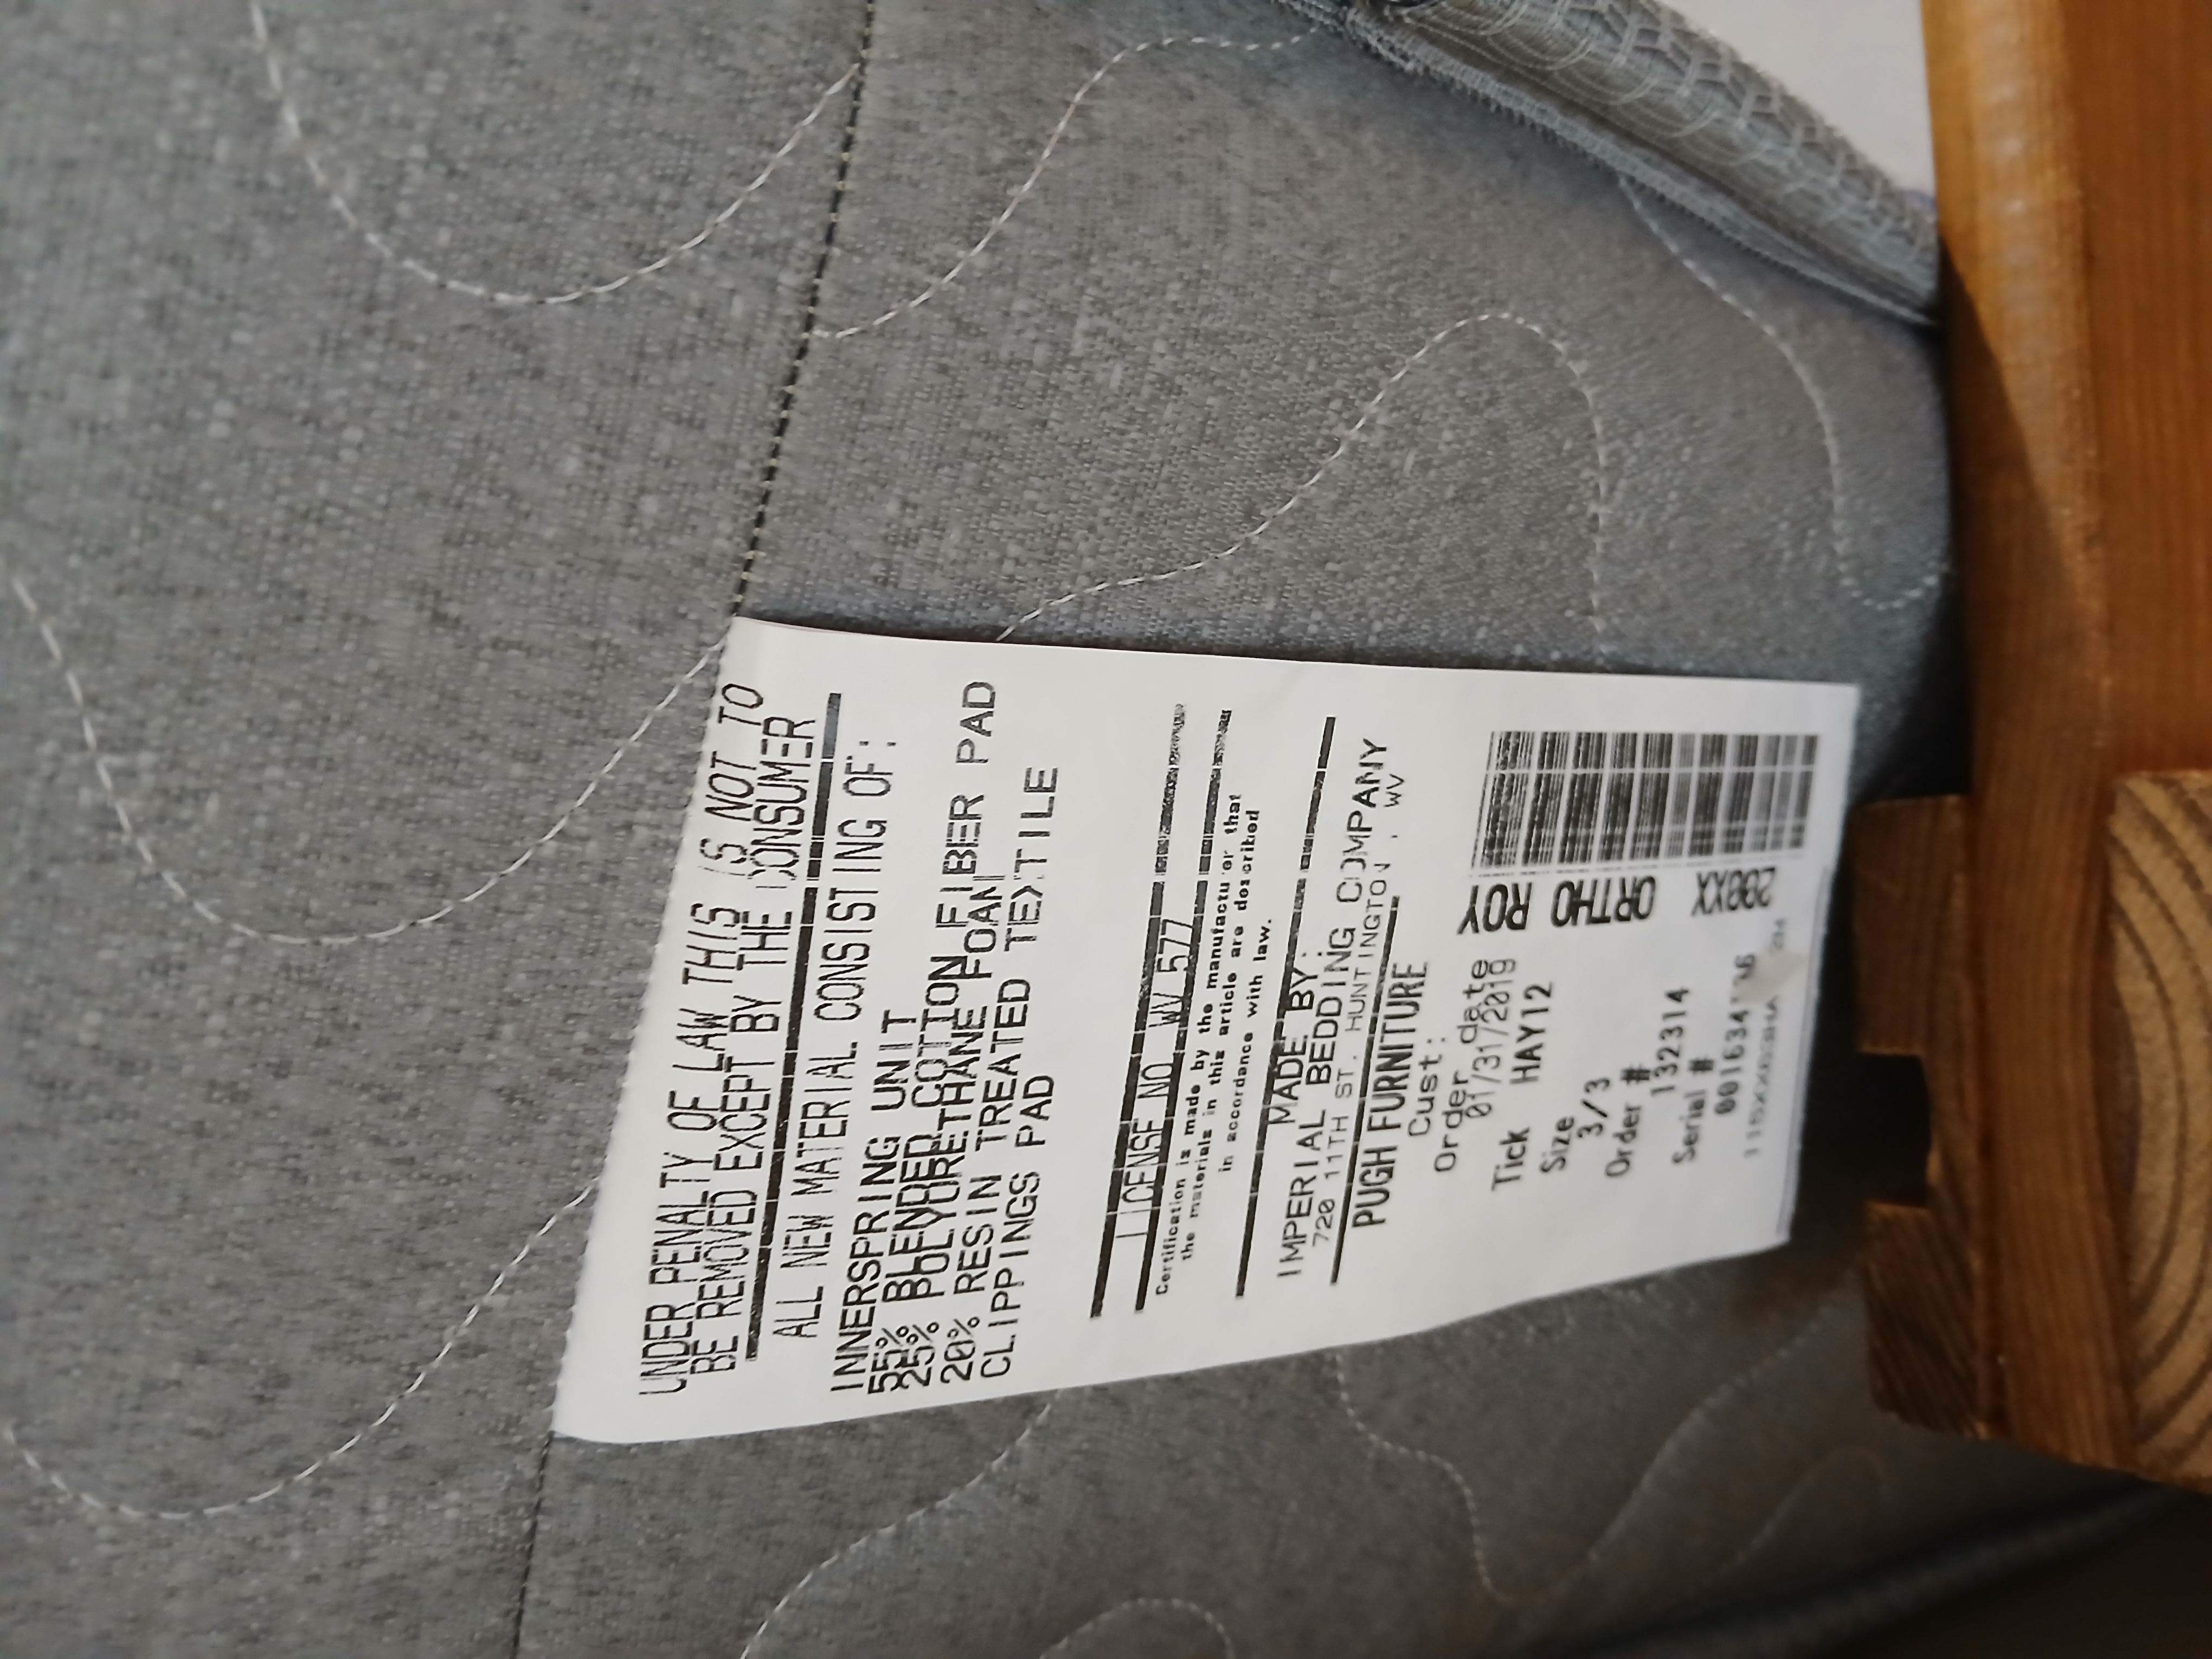 UNDER PENALTY OF LAW THIS IS NOT TO
BE REMOVED EXCEPT BY THE CONSUMER
ALL NEW MATERIAL CONSISTING OF:
INNERSPRING UNIT
55% BLENDED COTTON FIBER PAD
25% POLYURETHANE FOAM
20% RESIN TREATED TEXTILE
CLIPPINGS PAD
LICENSE NO WV 577
Certification is made by the manufactu or that
the materials in this article are described
in accordance with law.
MADE BY:
IMPERIAL BEDDING COMPANY
720 11TH ST. HUNTINGTON, WV
PUGH FURNITURE
Cust:
Order date
01/31/2019
Tick HAY12
Size
3/3
Order #
132314
Serial #
ORTHO ROY